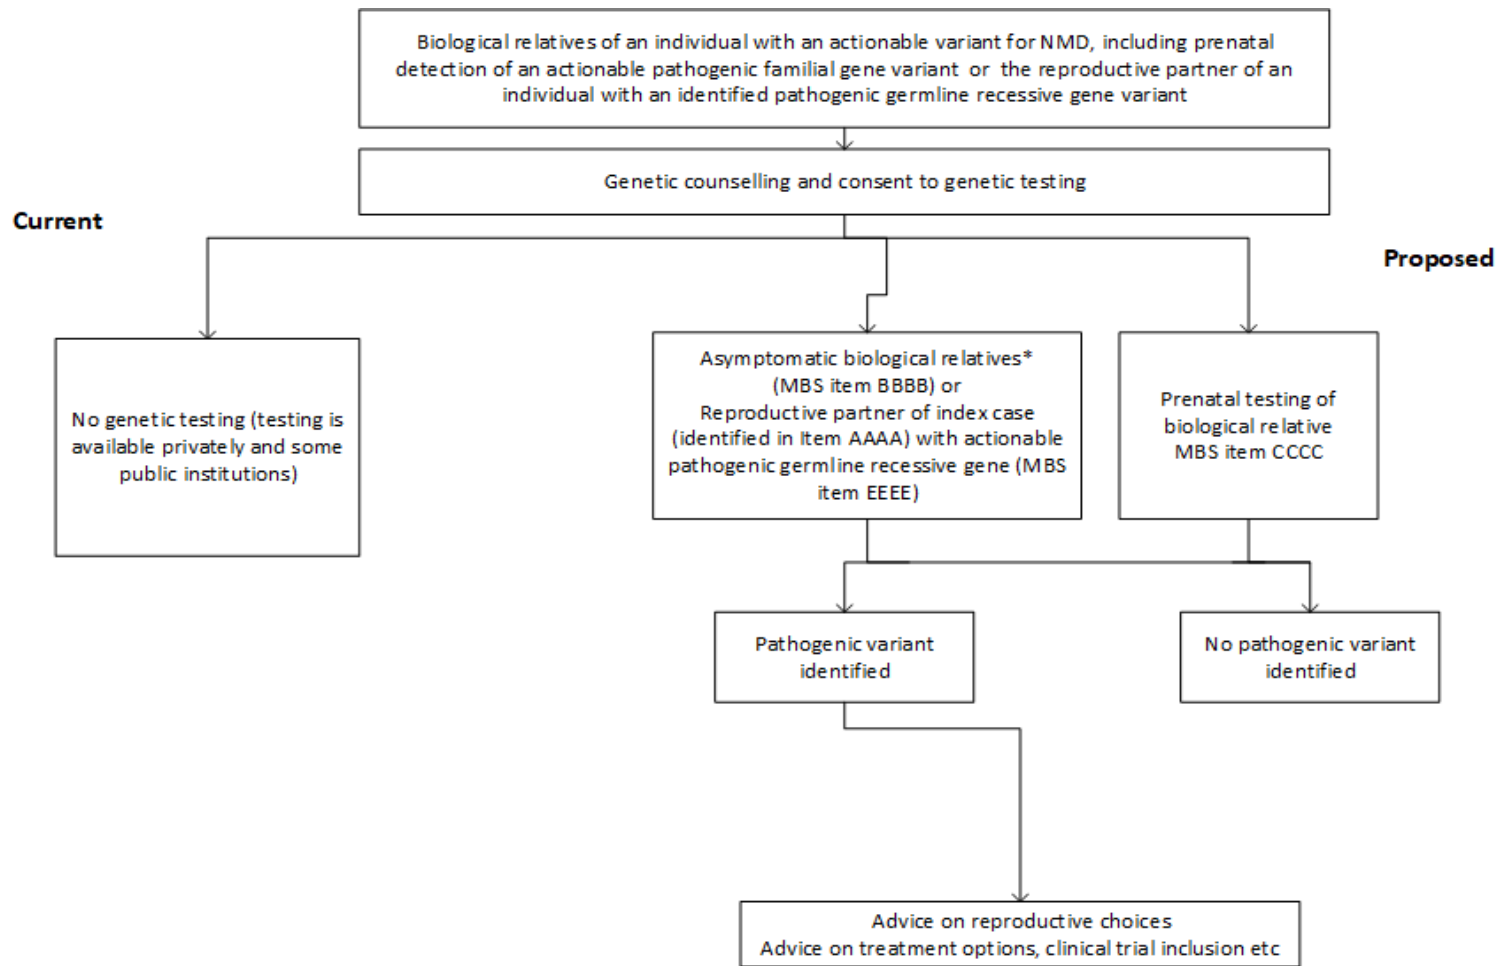 Biological relatives of an individual with an actionable variant for NMD, including prenatal
detection of an actionable pathogenic familial gene variant or the reproductive partner of an
individual with an identified pathogenic germline recessive gene variant
Genetic counselling and consent to genetic testing
Current
Proposed
No genetic testing (testing is
available privately and some
public institutions)
Asymptomatic biological relatives*
(MBS item BBBB) or
Reproductive partner of index case
(identified in Item AAAA) with actionable
pathogenic germline recessive gene (MBS
item EEEE)
Prenatal testing of
biological relative
MBS item CCCC
Pathogenic variant
identified
No pathogenic variant
identified
Advice on reproductive choices
Advice on treatment options, clinical trial inclusion etc